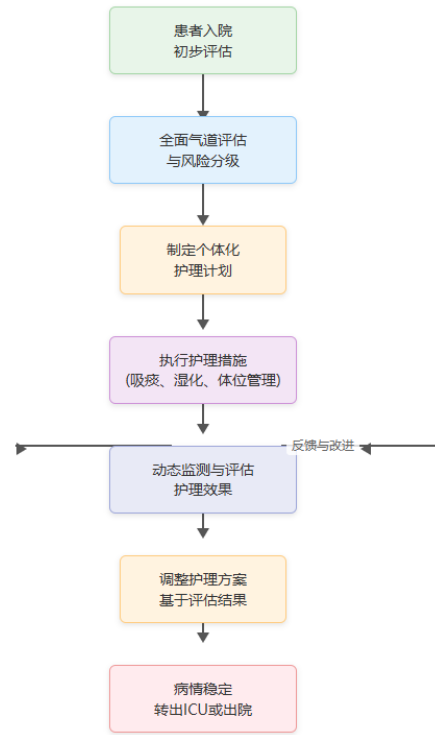 患者入院
初步评估
全面气道评估
与风险分级
制定个体化
护理计划
执行护理措施
(吸痰、湿化、体位管理)
反馈与改进
动态监测与评估
护理效果
调整护理方案
基于评估结果
病情稳定
转出ICU或出院